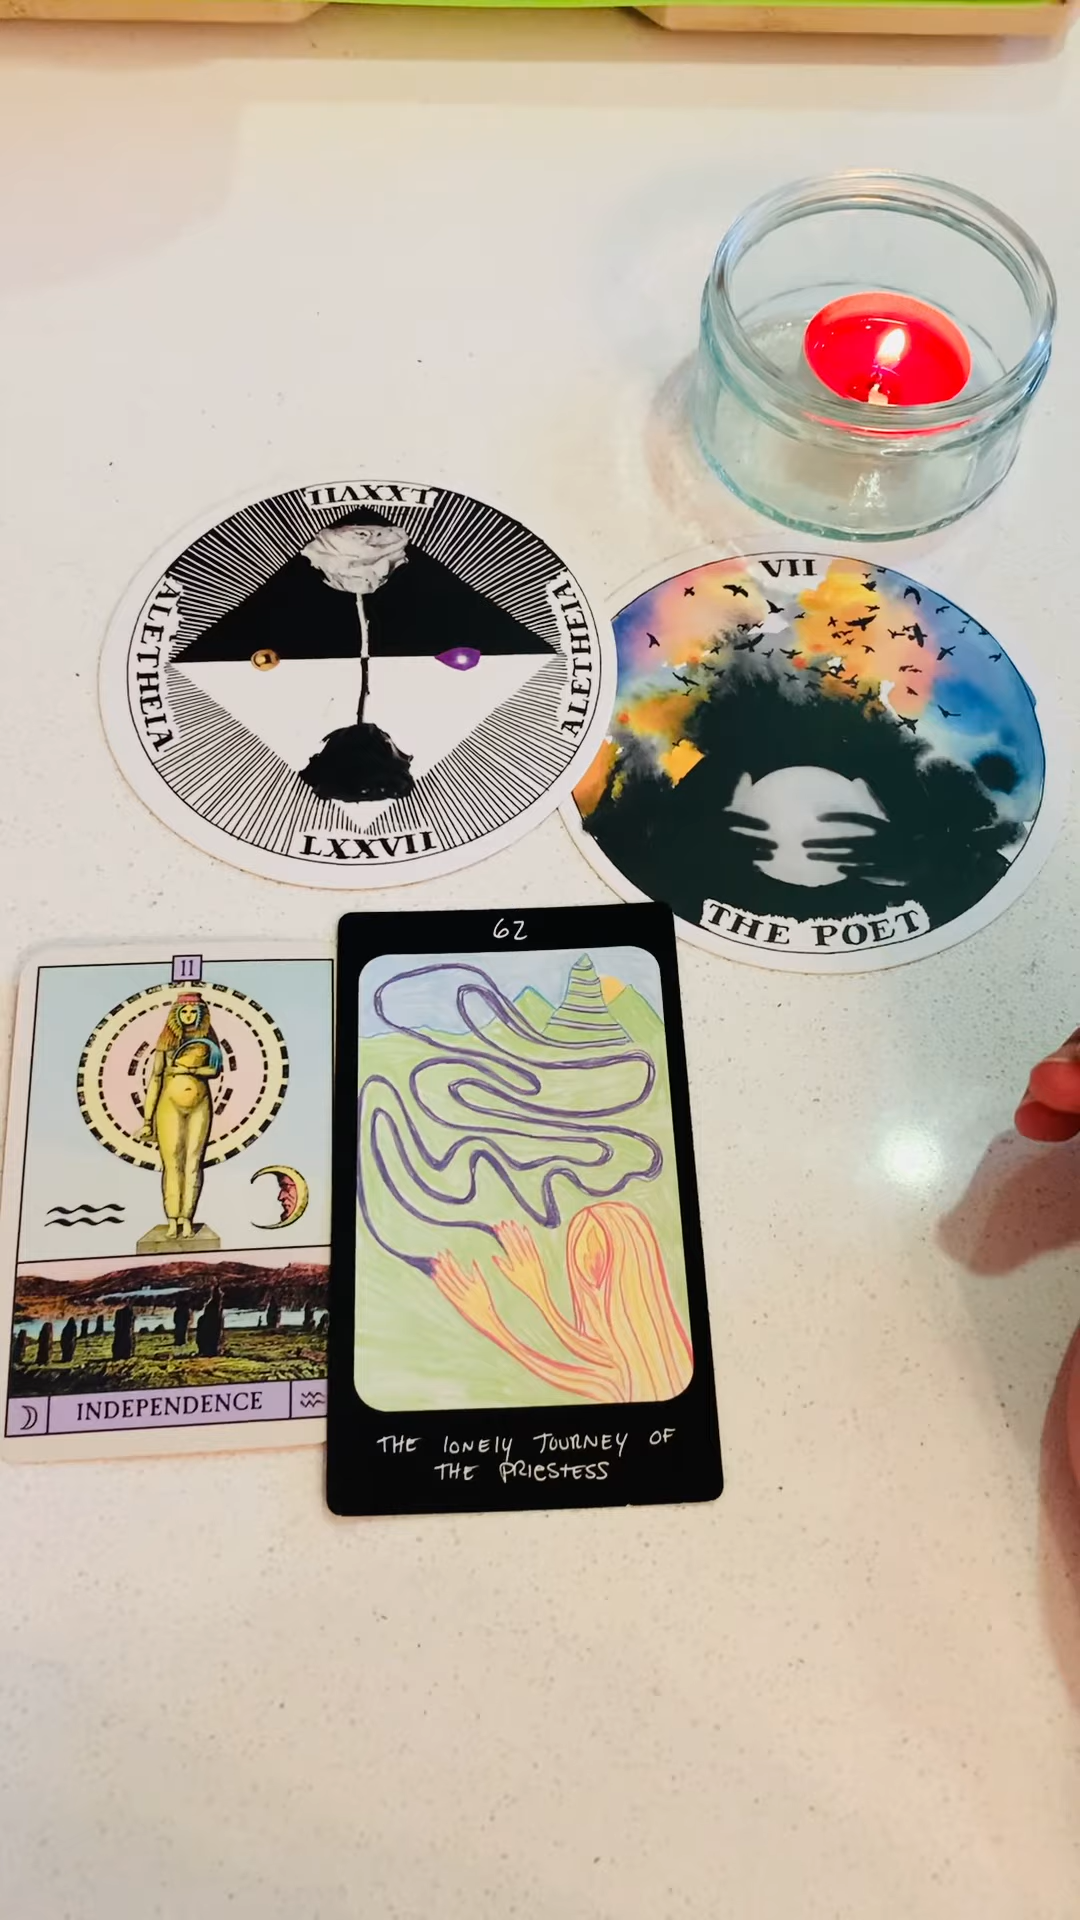 LXXVII
ALETHEIA
ALETHEIA
LXXVII
VII
THE POET
II
INDEPENDENCE
62
THE LONELY JOURNEY OF
THE PRIESTESS